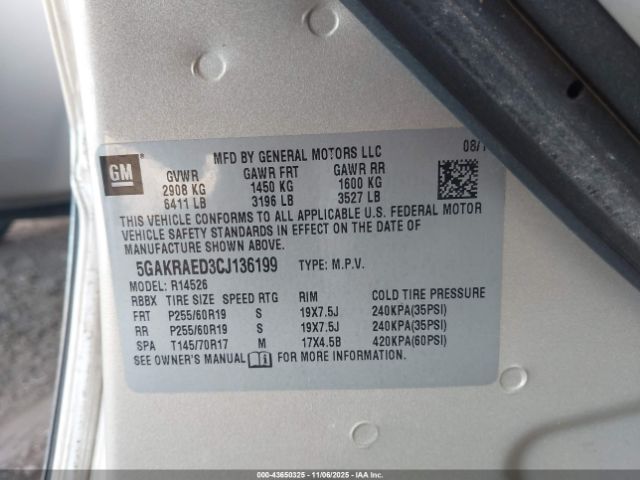 MFD BY GENERAL MOTORS LLC 08/1
GM GVWR GAWR FRT GAWR RR
2908 KG 1450 KG 1600 KG
6411 LB 3196 LB 3527 LB
THIS VEHICLE CONFORMS TO ALL APPLICABLE U.S. FEDERAL MOTOR
VEHICLE SAFETY STANDARDS IN EFFECT ON THE DATE OF
MANUFACTURE SHOWN ABOVE.
5GAKRAED3CJ136199 TYPE: M.P.V.
MODEL: R14526
RBBX TIRE SIZE SPEED RTG RIM COLD TIRE PRESSURE
FRT P255/60R19 S 19X7.5J 240KPA(35PSI)
RR P255/60R19 S 19X7.5J 240KPA(35PSI)
SPA T145/70R17 M 17X4.5B 420KPA(60PSI)
SEE OWNER'S MANUAL FOR MORE INFORMATION.
000-43650325 - 11/06/2025 - IAAI.COM